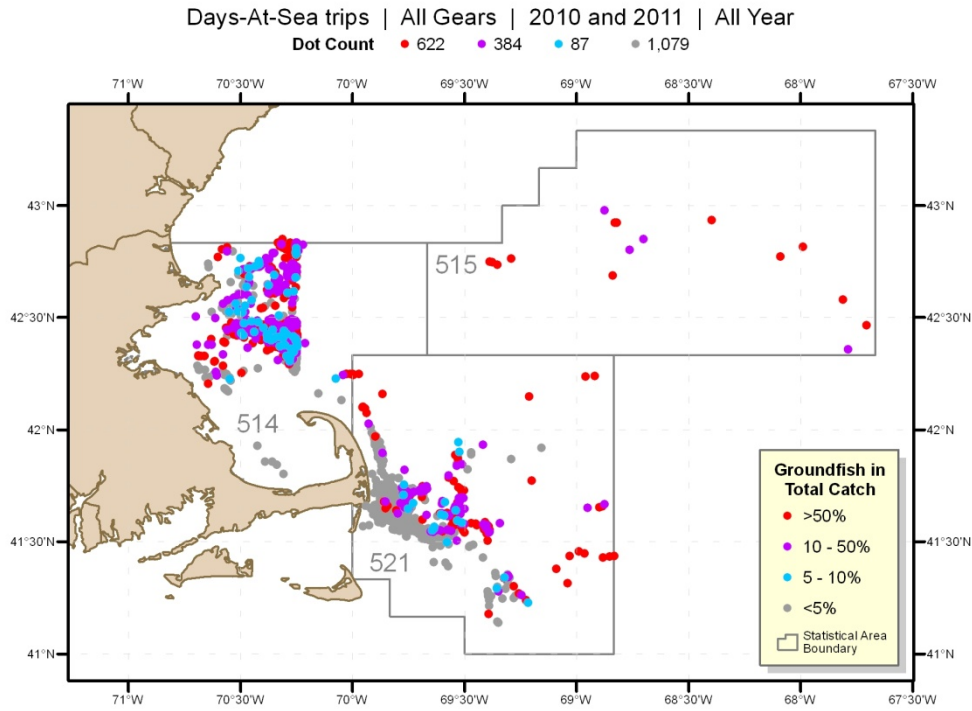 Days-At-Sea trips | All Gears | 2010 and 2011 | All Year
Dot Count 622 384 87 1,079
71°W 70°30'W 70°W 69°30'W 69°W 68°30'W 68°W 67°30'W
43°N 43°N
515
42°30'N 42°30'N
514
42°N 42°N
41°30'N 41°30'N
521
41°N 41°N
Groundfish in
Total Catch
>50%
10 - 50%
5 - 10%
<5%
Statistical Area
Boundary
71°W 70°30'W 70°W 69°30'W 69°W 68°30'W 68°W 67°30'W